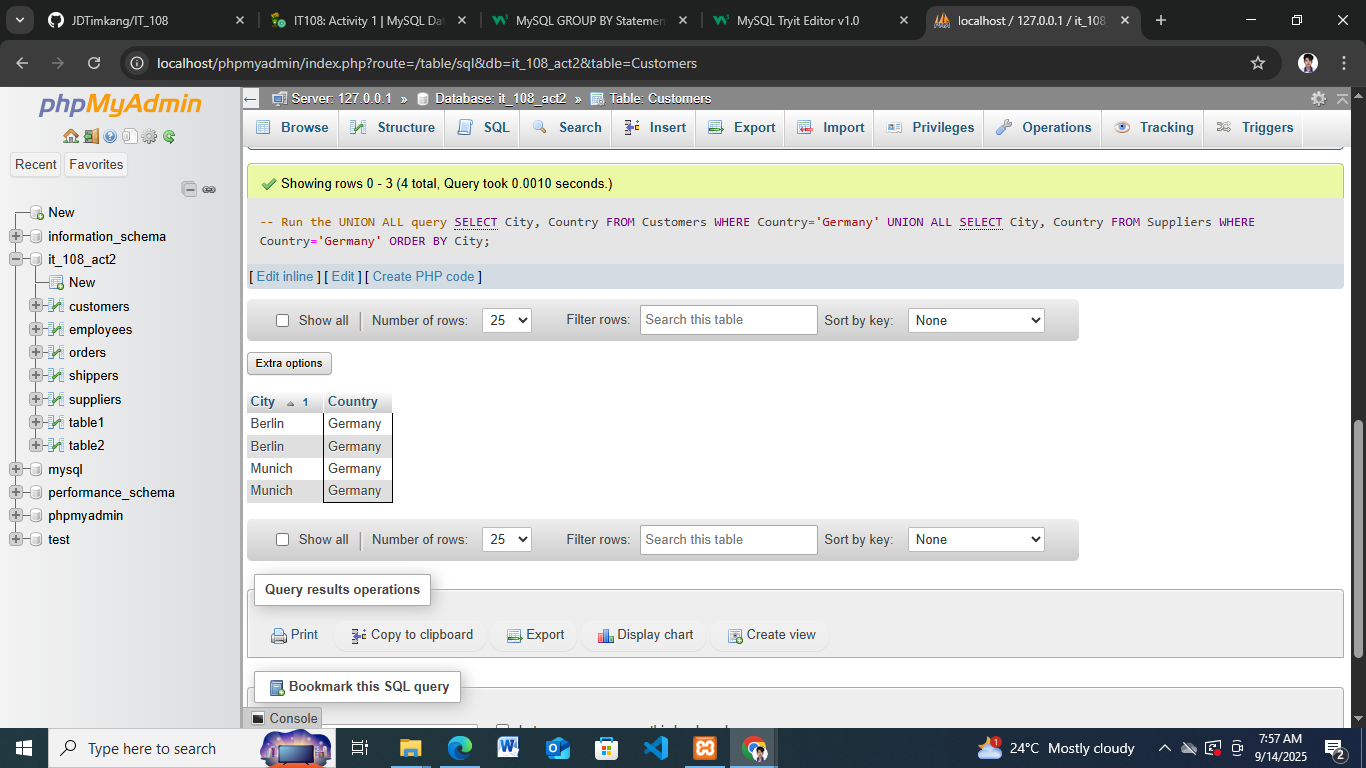 JDTimkang/IT_108
IT108: Activity 1 | MySQL Dat
MySQL GROUP BY Statemen
MySQL Tryit Editor v1.0
localhost / 127.0.0.1 / it_108
localhost/phpmyadmin/index.php?route=/table/sql&db=it_108_act2&table=Customers
phpMyAdmin
Recent
Favorites
New
information_schema
it_108_act2
New
customers
employees
orders
shippers
suppliers
table1
table2
mysql
performance_schema
phpmyadmin
test
Server: 127.0.0.1 » Database: it_108_act2 » Table: Customers
Browse Structure SQL Search Insert Export Import Privileges Operations Tracking Triggers
Showing rows 0 - 3 (4 total, Query took 0.0010 seconds.)
-- Run the UNION ALL query SELECT City, Country FROM Customers WHERE Country='Germany' UNION ALL SELECT City, Country FROM Suppliers WHERE
Country='Germany' ORDER BY City;
[ Edit inline ] [ Edit ] [ Create PHP code ]
Show all | Number of rows: 25 Filter rows: Search this table Sort by key: None
Extra options
City 1 Country
Berlin Germany
Berlin Germany
Munich Germany
Munich Germany
Show all | Number of rows: 25 Filter rows: Search this table Sort by key: None
Query results operations
Print Copy to clipboard Export Display chart Create view
Bookmark this SQL query
Console
Type here to search
1
24°C Mostly cloudy
7:57 AM
9/14/2025
2